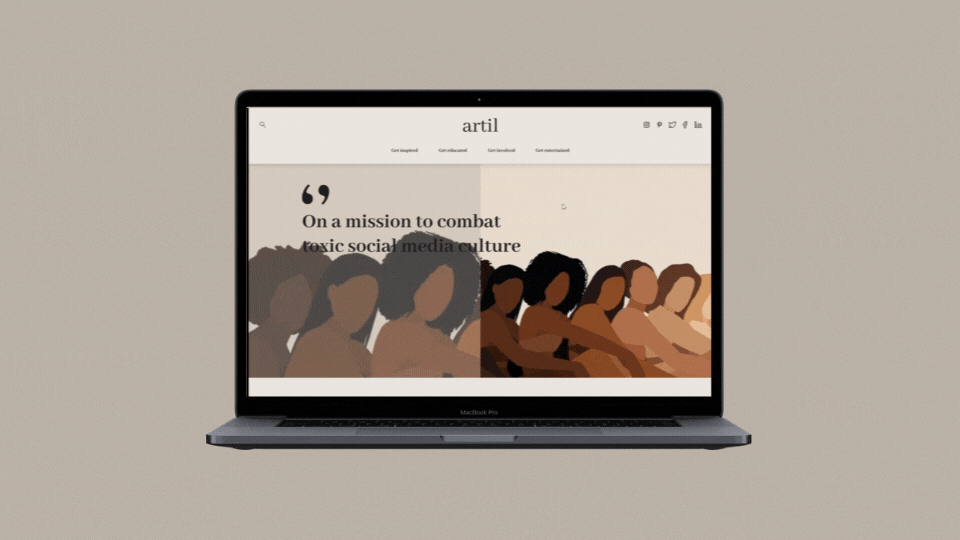 artil
Get inspired Get educated Get involved Get entertained
On a mission to combat
toxic social media culture
MacBook Pro